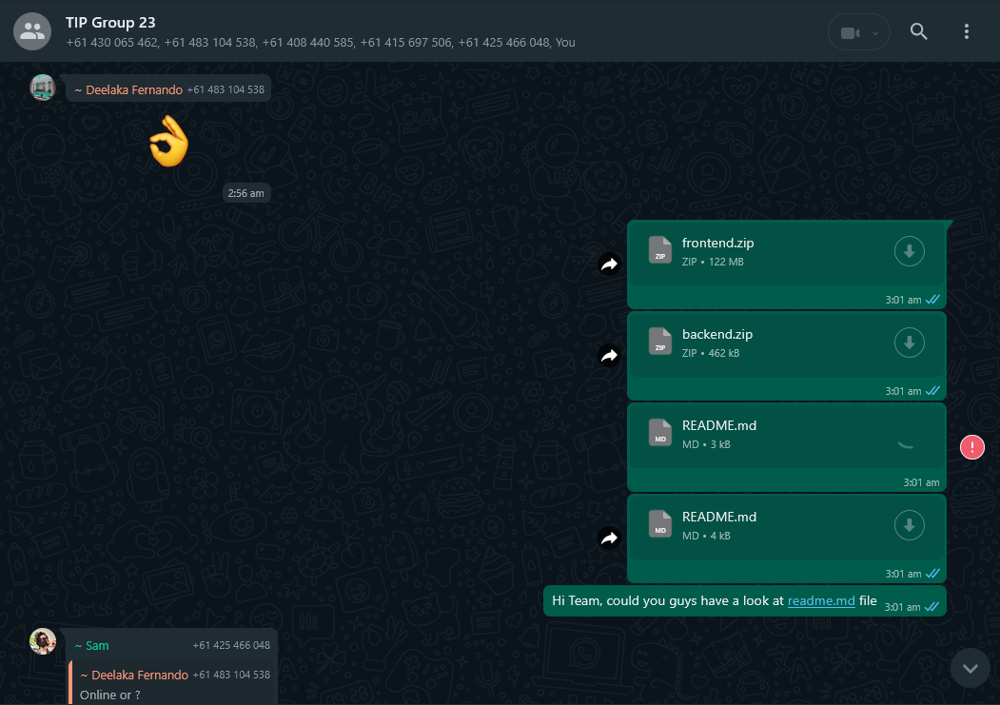 TIP Group 23
+61 430 065 462, +61 483 104 538, +61 408 440 585, +61 415 697 506, +61 425 466 048, You
~ Deelaka Fernando +61 483 104 538
2:56 am
frontend.zip
ZIP
ZIP • 122 MB
3:01 am
backend.zip
ZIP
ZIP • 462 kB
3:01 am
README.md
MD
MD • 3 kB
!
3:01 am
README.md
MD
MD • 4 kB
3:01 am
Hi Team, could you guys have a look at readme.md file 3:01 am
~ Sam +61 425 466 048
~ Deelaka Fernando +61 483 104 538
Online or ?